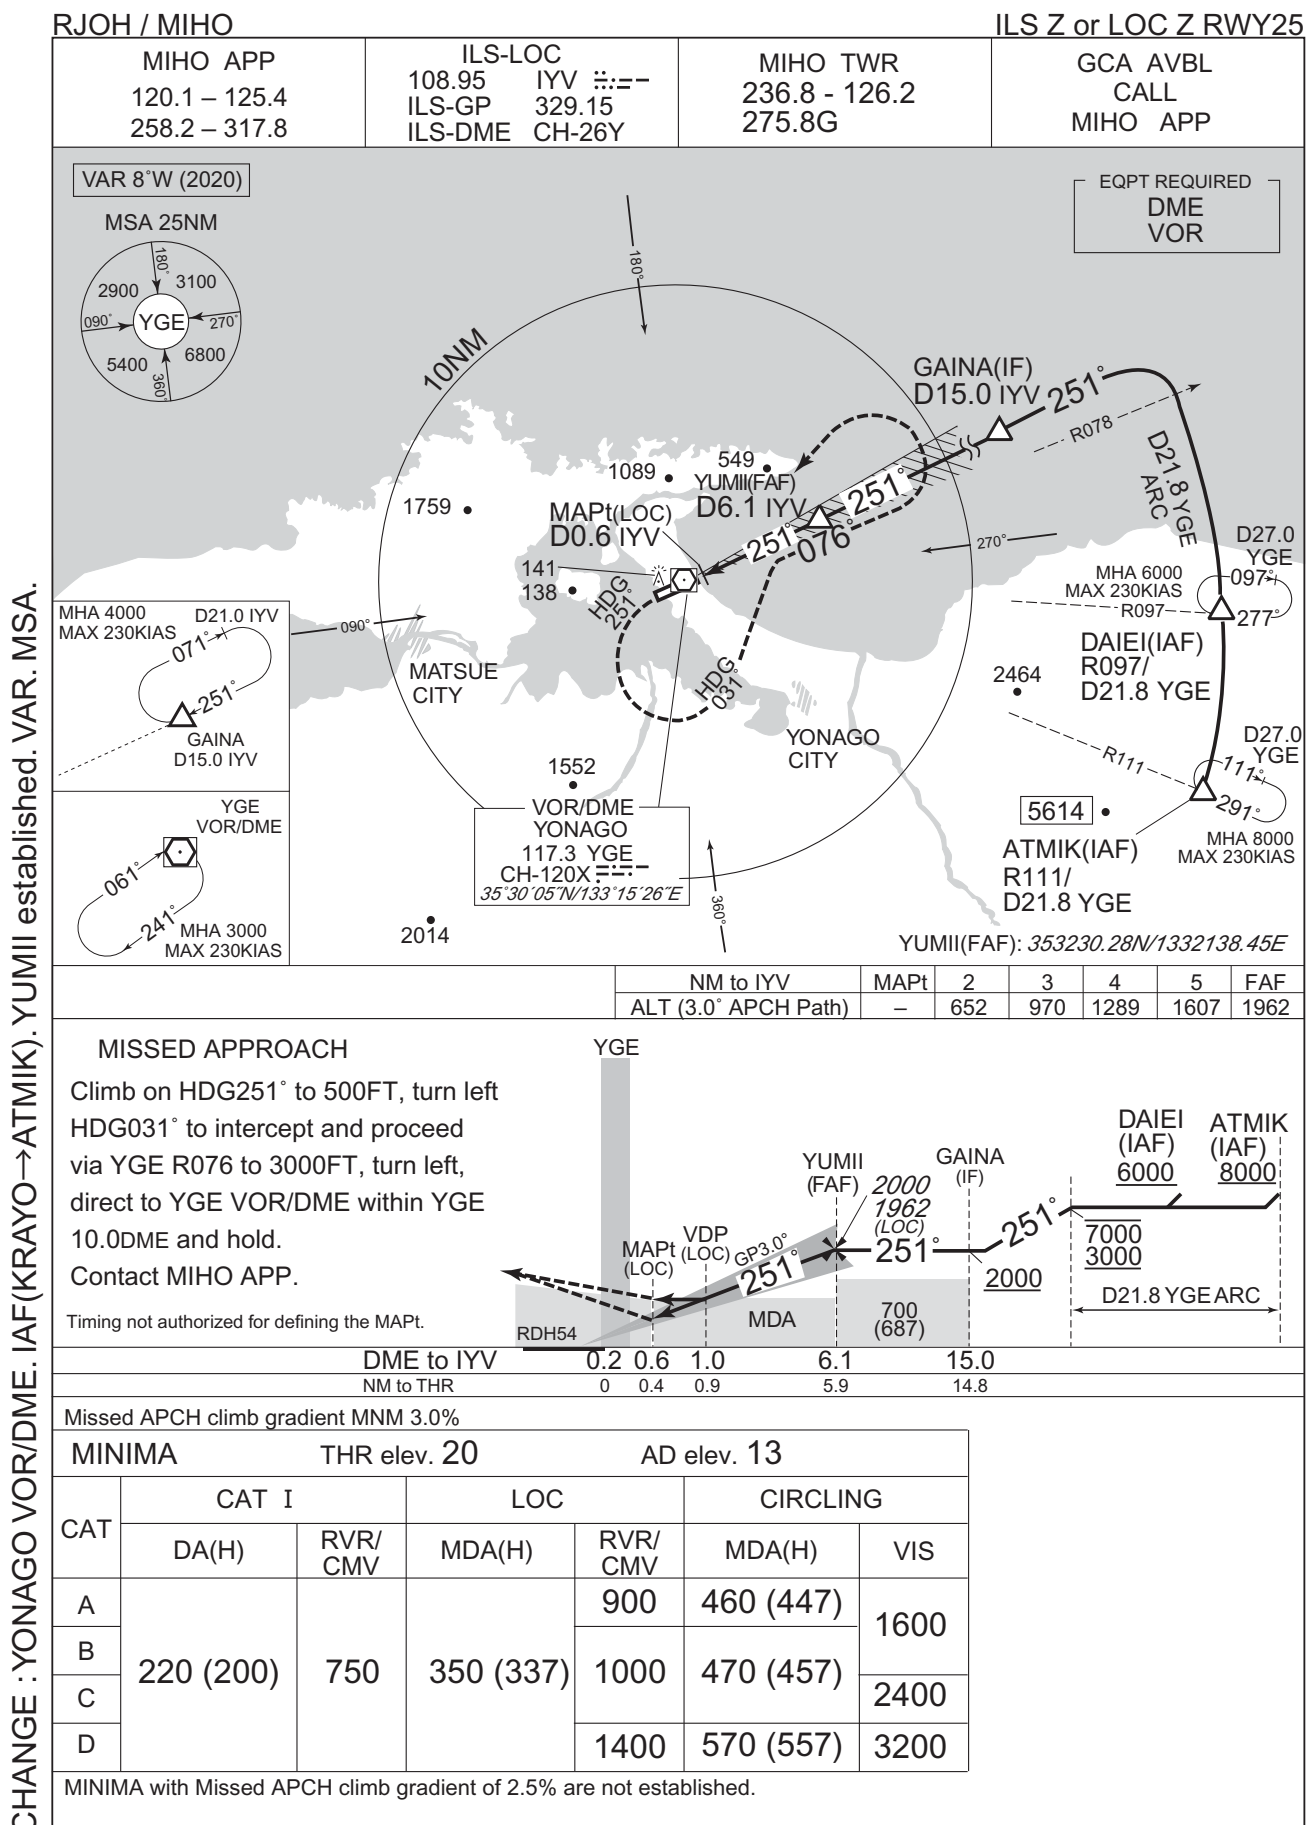 RJOH / MIHO
ILS Z or LOC Z RWY25
MIHO APP
120.1 – 125.4
258.2 – 317.8
ILS-LOC
108.95 IYV
ILS-GP 329.15
ILS-DME CH-26Y
MIHO TWR
236.8 - 126.2
275.8G
GCA AVBL
CALL
MIHO APP
VAR 8°W (2020)
MSA 25NM
180°
2900
3100
090°
YGE
270°
5400
6800
360°
EQPT REQUIRED
DME
VOR
180°
10NM
GAINA(IF)
D15.0 IYV
251°
R078
D21.8 YGE
ARC
1089
549
YUMII(FAF)
D6.1 IYV
251°
1759
MAPt(LOC)
D0.6 IYV
251°
076°
270°
141
138
HDG
251°
HDG
031°
090°
MATSUE
CITY
YONAGO
CITY
D27.0
YGE
MHA 6000
MAX 230KIAS
097°
R097
277°
DAIEI(IAF)
R097/
D21.8 YGE
2464
R111
D27.0
YGE
111°
291°
MHA 8000
MAX 230KIAS
5614
ATMIK(IAF)
R111/
D21.8 YGE
MHA 4000
MAX 230KIAS
D21.0 IYV
071°
251°
GAINA
D15.0 IYV
YGE
VOR/DME
061°
241°
MHA 3000
MAX 230KIAS
1552
VOR/DME
YONAGO
117.3 YGE
CH-120X
35°30´05˝N/133°15´26˝E
360°
2014
YUMII(FAF): 353230.28N/1332138.45E
NM to IYV MAPt 2 3 4 5 FAF
ALT (3.0° APCH Path) – 652 970 1289 1607 1962
MISSED APPROACH
Climb on HDG251° to 500FT, turn left
HDG031° to intercept and proceed
via YGE R076 to 3000FT, turn left,
direct to YGE VOR/DME within YGE
10.0DME and hold.
Contact MIHO APP.
Timing not authorized for defining the MAPt.
YGE
DAIEI
(IAF)
6000
ATMIK
(IAF)
8000
YUMII
(FAF)
2000
1962
(LOC)
GAINA
(IF)
251°
7000
3000
MAPt
(LOC)
VDP
(LOC)
GP3.0°
251°
251°
2000
D21.8 YGE ARC
RDH54
MDA
700
(687)
DME to IYV 0.2 0.6 1.0 6.1 15.0
NM to THR 0 0.4 0.9 5.9 14.8
Missed APCH climb gradient MNM 3.0%
MINIMA THR elev. 20 AD elev. 13
CAT
CAT I LOC CIRCLING
DA(H) RVR/CMV MDA(H) RVR/CMV MDA(H) VIS
A 900 460 (447) 1600
B
220 (200) 750 350 (337) 1000 470 (457)
C 2400
D 1400 570 (557) 3200
MINIMA with Missed APCH climb gradient of 2.5% are not established.
CHANGE : YONAGO VOR/DME. IAF(KRAYO→ATMIK). YUMII established. VAR. MSA.